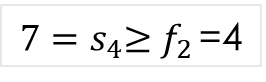 7 = s₄ ≥ f₂ =4